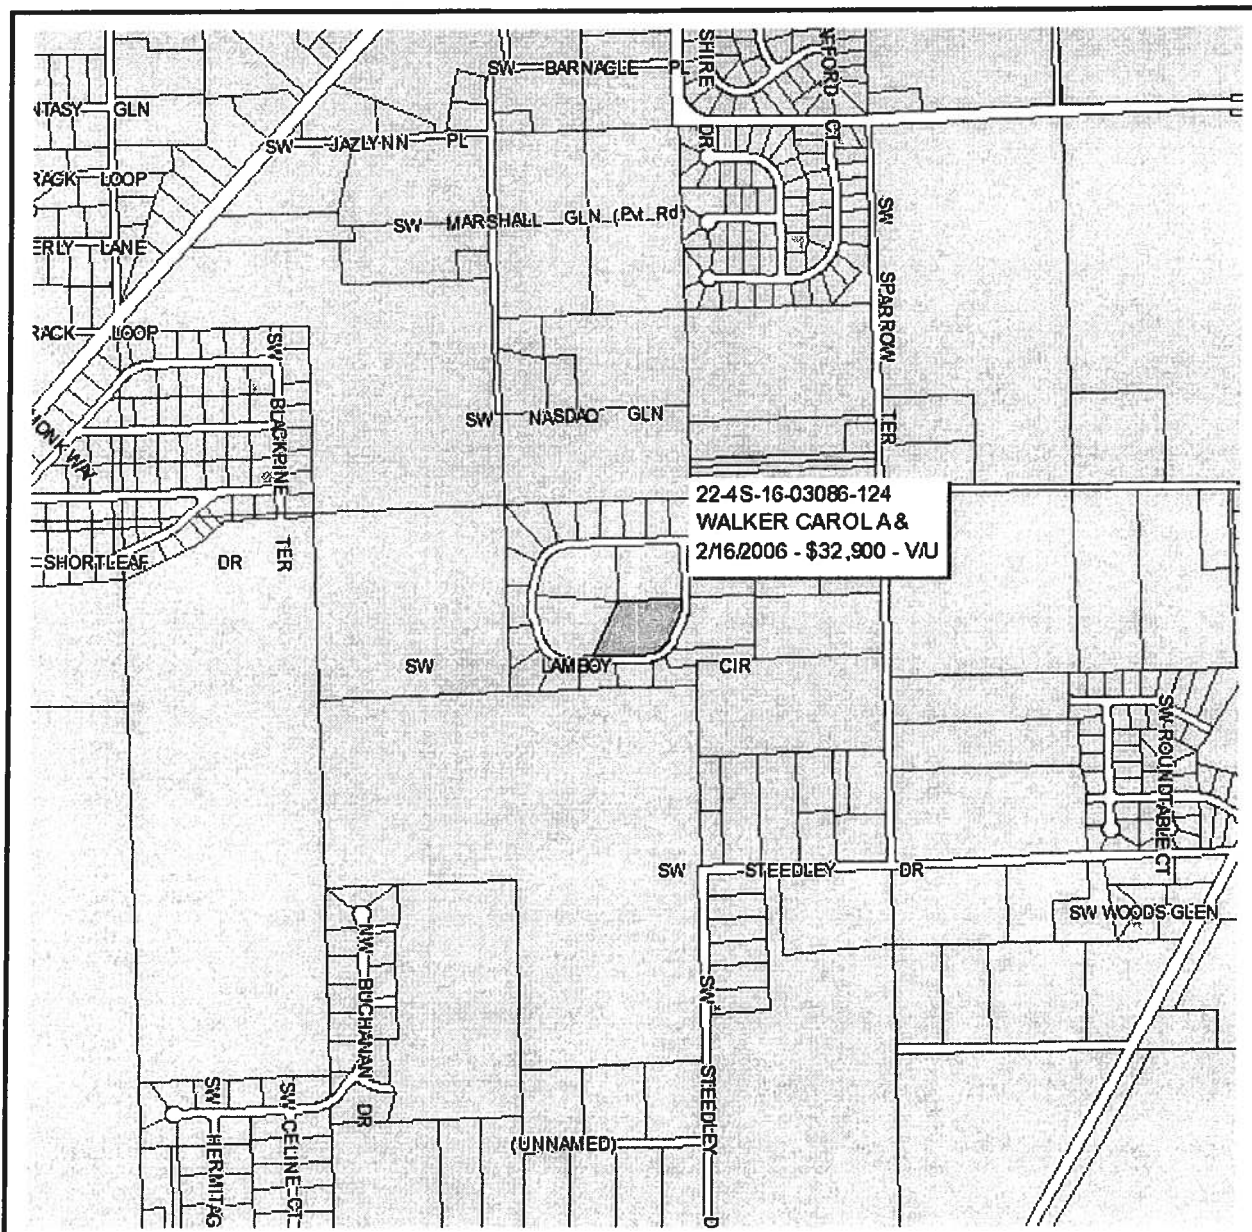 SW BARNAGLE PL
SHIRE DR
CT
NTASY GLN
SW JAZLYNN PL
RACK LOOP
SW MARSHALL GLN (Pvt Rd)
ERLY LANE
SW SPARROW TER
RACK LOOP
SW BLACKPINE TER
SW NASDAQ GLN
22-4S-16-03086-124
WALKER CAROL A &
2/16/2006 - $32,900 - V/U
SHORTLEAF DR
SW LAMBOY CIR
SW ROUNDTABLE CT
SW STEEDLEY DR
SW WOODS GLEN
NW BUCHANAN DR
SW STEEDLEY D
SW HERMITAG
SW CELINE CT
(UNNAMED)